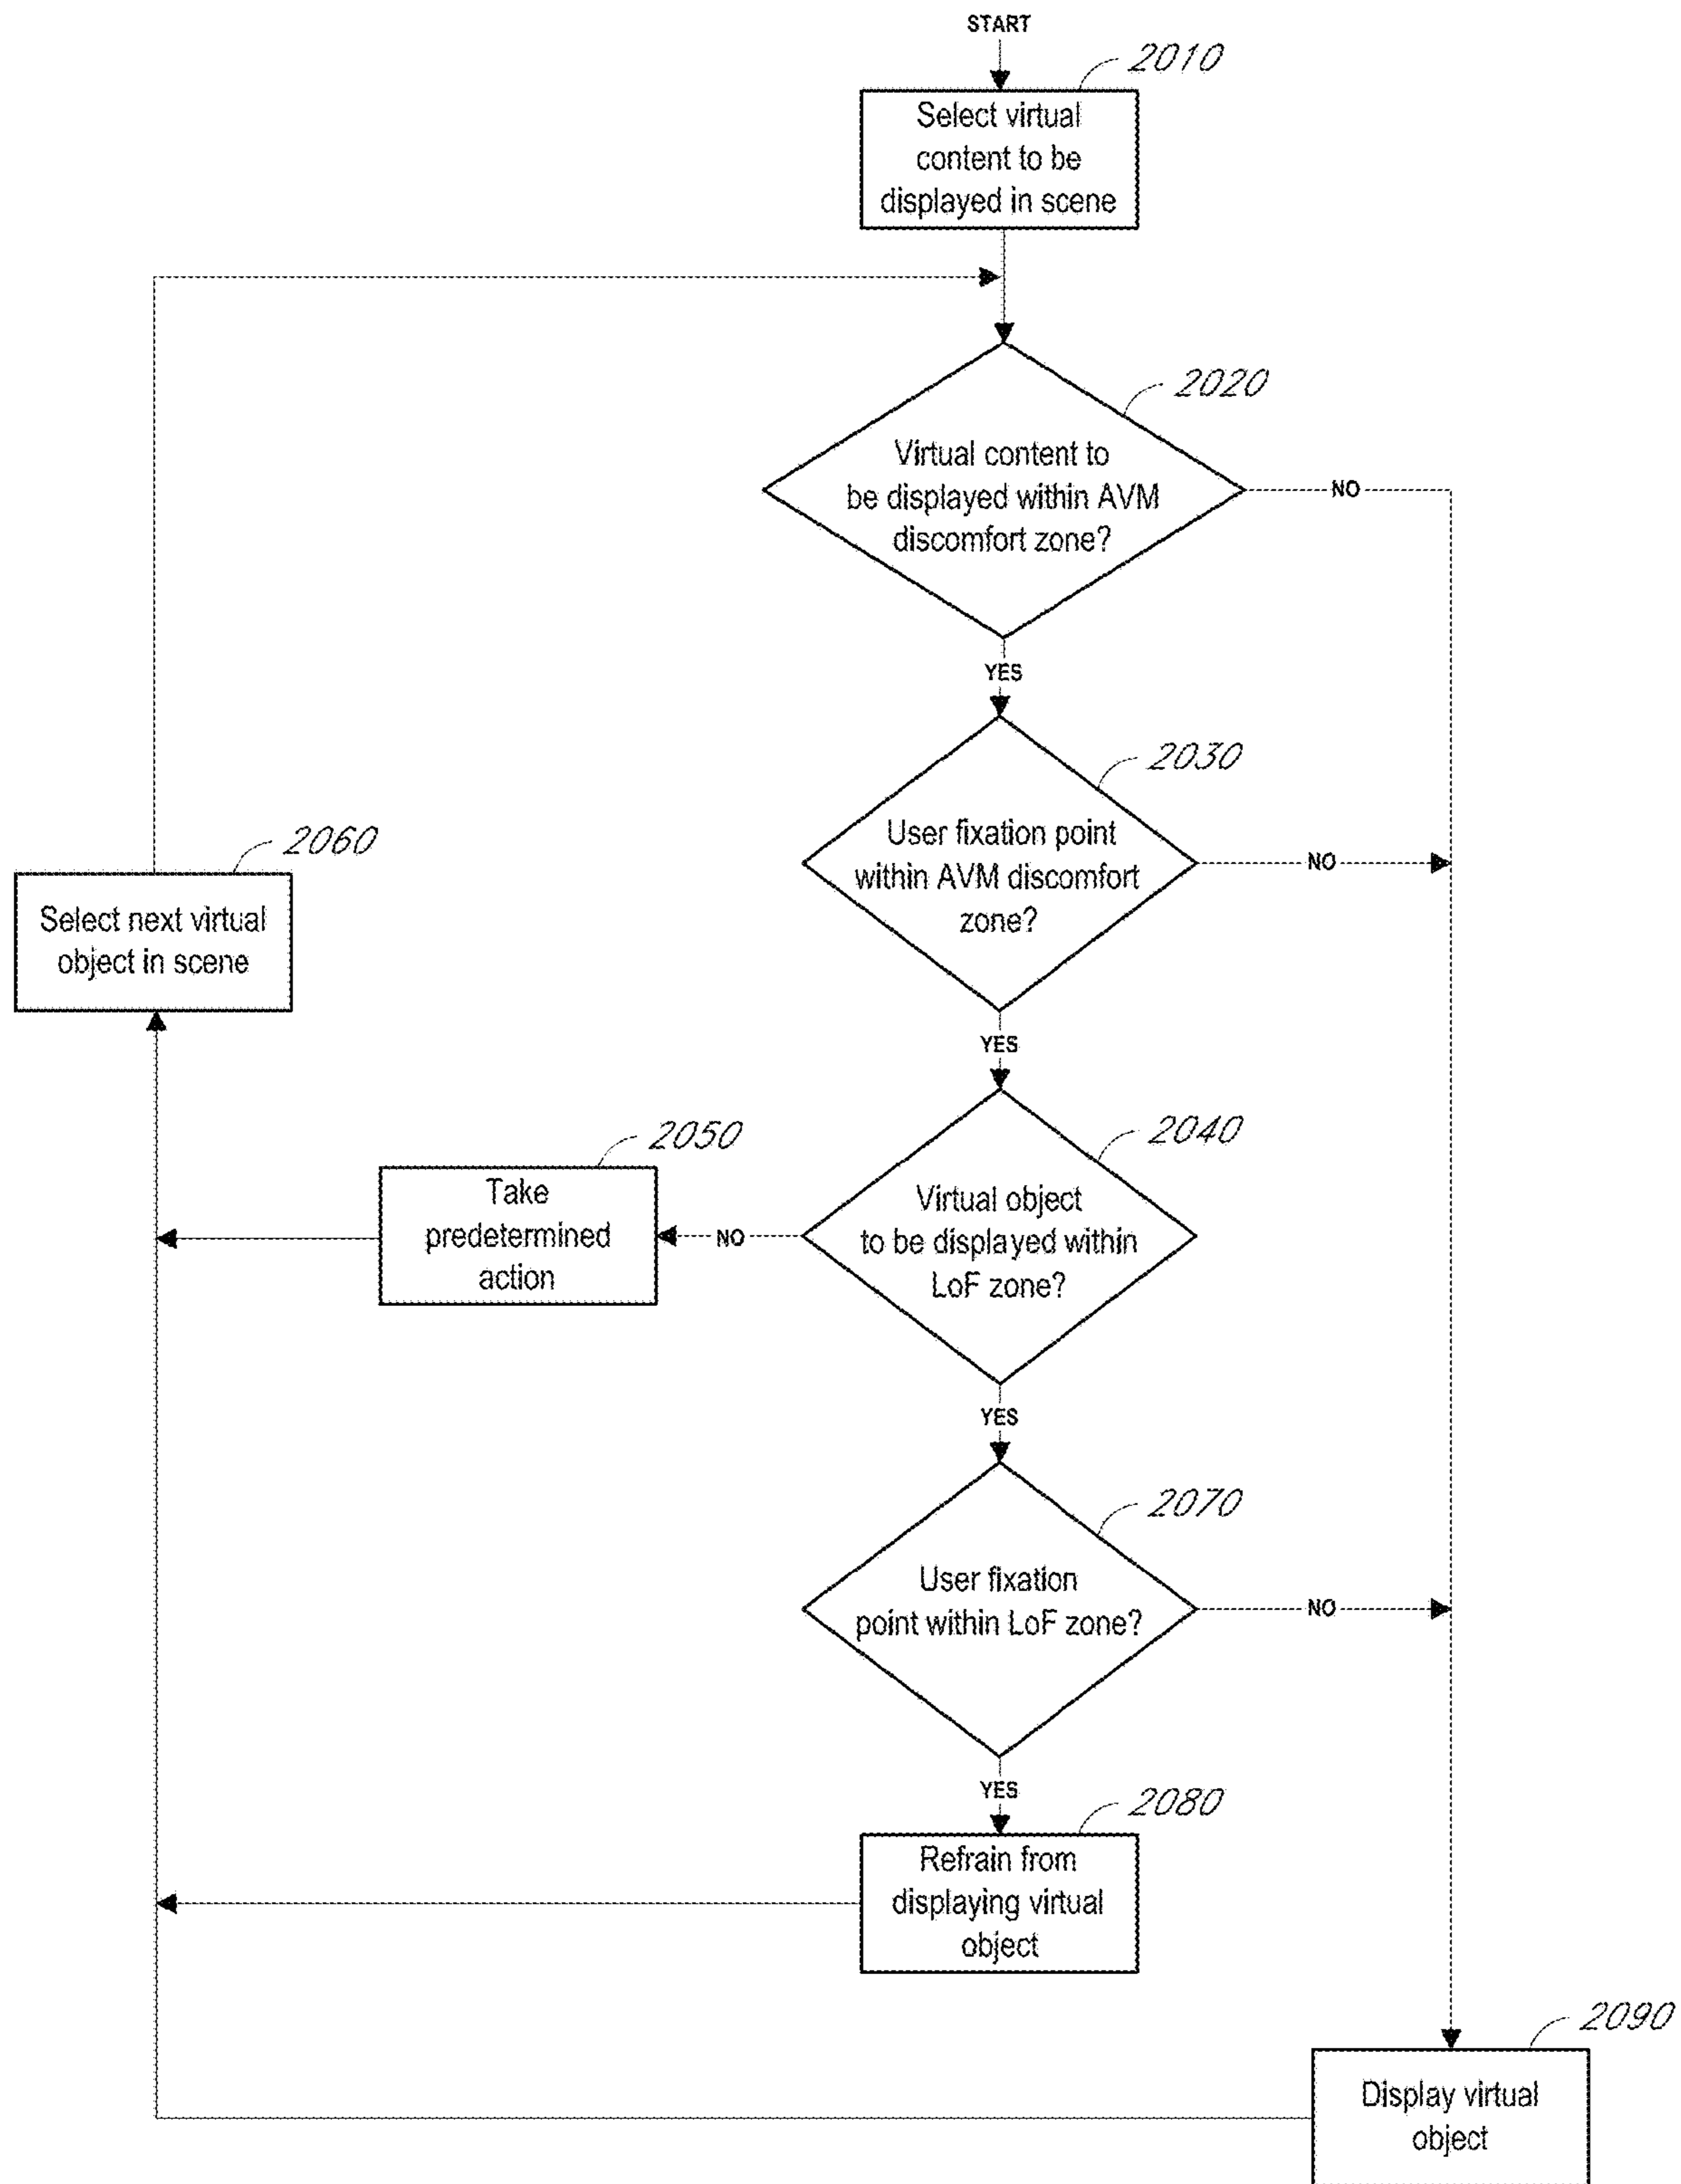 START
2010
Select virtual
content to be
displayed in scene
2020
Virtual content to
be displayed within AVM
discomfort zone?
NO
YES
2030
User fixation point
within AVM discomfort
zone?
NO
YES
2060
Select next virtual
object in scene
2040
Virtual object
to be displayed within
LoF zone?
NO
2050
Take
predetermined
action
YES
2070
User fixation
point within LoF zone?
NO
YES
2080
Refrain from
displaying virtual
object
2090
Display virtual
object